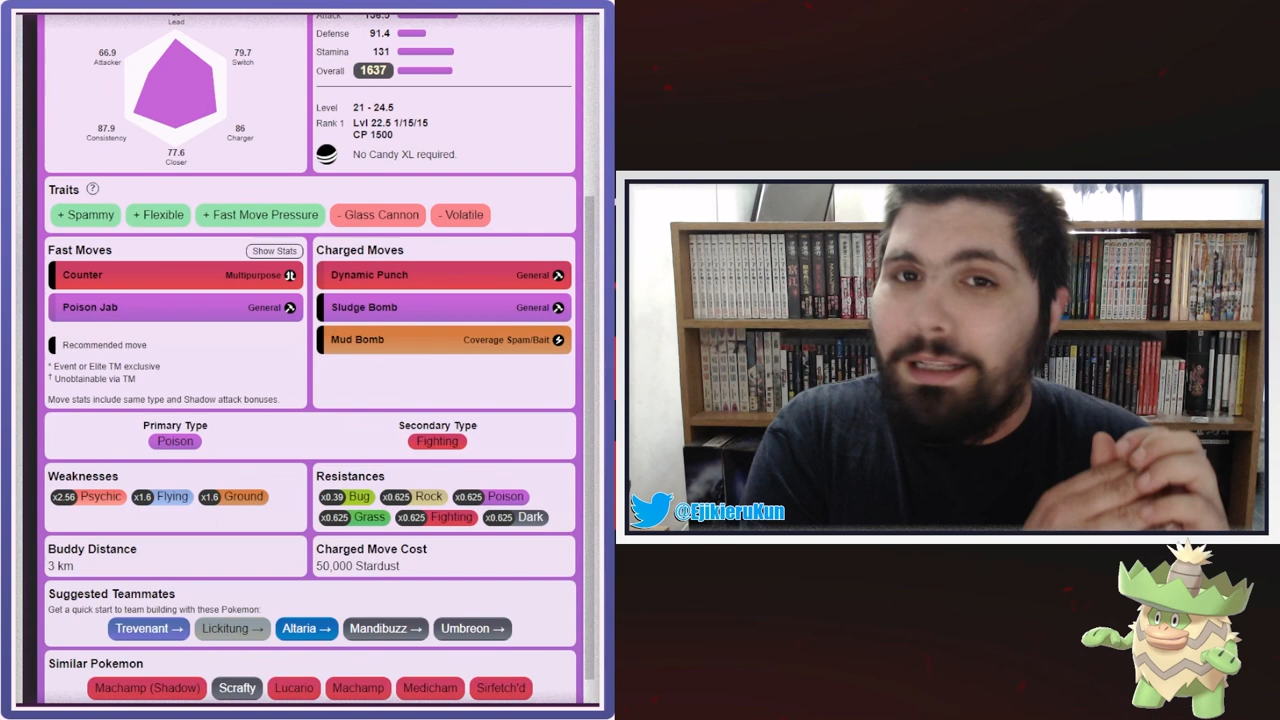 Lead
66.9
Attacker
79.7
Switch
87.9
Consistency
86
Charger
77.6
Closer
Attack 138.5
Defense 91.4
Stamina 131
Overall 1637
Level 21 - 24.5
Rank 1 Lvl 22.5 1/15/15
CP 1500
No Candy XL required.
Traits ?
+ Spammy + Flexible + Fast Move Pressure - Glass Cannon - Volatile
Fast Moves Show Stats
Counter Multipurpose
Poison Jab General
Recommended move
* Event or Elite TM exclusive
† Unobtainable via TM
Move stats include same type and Shadow attack bonuses.
Charged Moves
Dynamic Punch General
Sludge Bomb General
Mud Bomb Coverage Spam/Bait
Primary Type
Poison
Secondary Type
Fighting
Weaknesses
x2.56 Psychic x1.6 Flying x1.6 Ground
Resistances
x0.39 Bug x0.625 Rock x0.625 Poison
x0.625 Grass x0.625 Fighting x0.625 Dark
Buddy Distance
3 km
Charged Move Cost
50,000 Stardust
Suggested Teammates
Get a quick start to team building with these Pokemon:
Trevenant → Lickitung → Altaria → Mandibuzz → Umbreon →
Similar Pokemon
Machamp (Shadow) Scrafty Lucario Machamp Medicham Sirfetch'd
@EjikieruKun